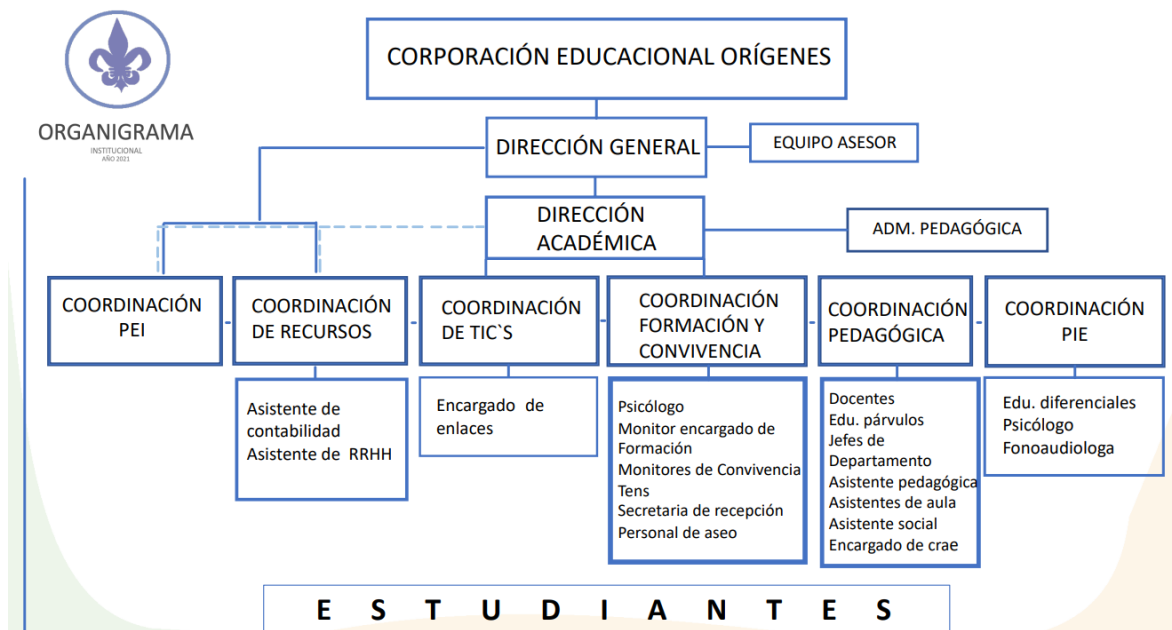 CORPORACIÓN EDUCACIONAL ORÍGENES
ORGANIGRAMA
INSTITUCIONAL
AÑO 2021
DIRECCIÓN GENERAL
EQUIPO ASESOR
DIRECCIÓN
ACADÉMICA
ADM. PEDAGÓGICA
COORDINACIÓN
PEI
COORDINACIÓN
DE RECURSOS
COORDINACIÓN
DE TIC`S
COORDINACIÓN
FORMACIÓN Y
CONVIVENCIA
COORDINACIÓN
PEDAGÓGICA
COORDINACIÓN
PIE
Asistente de
contabilidad
Asistente de RRHH
Encargado de
enlaces
Psicólogo
Monitor encargado de
Formación
Monitores de Convivencia
Tens
Secretaria de recepción
Personal de aseo
Docentes
Edu. párvulos
Jefes de
Departamento
Asistente pedagógica
Asistentes de aula
Asistente social
Encargado de crae
Edu. diferenciales
Psicólogo
Fonoaudiologa
E S T U D I A N T E S